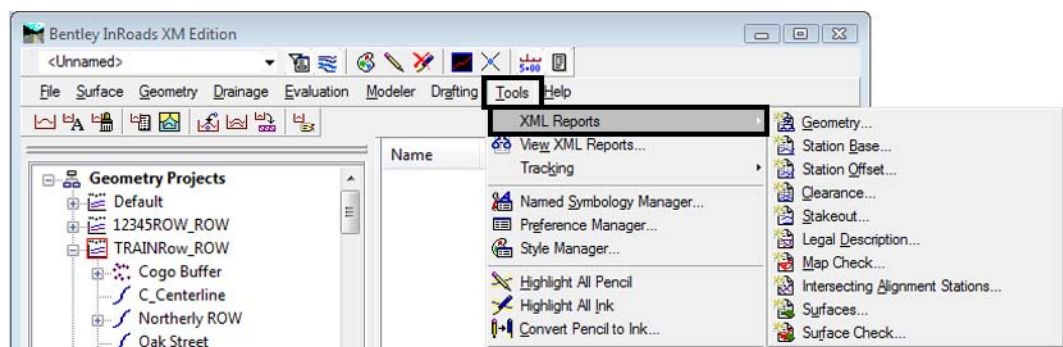 Bentley InRoads XM Edition
<Unnamed>
5+00
File Surface Geometry Drainage Evaluation Modeler Drafting Tools Help
XML Reports
View XML Reports...
Tracking
Named Symbology Manager...
Preference Manager...
Style Manager...
Highlight All Pencil
Highlight All Ink
Convert Pencil to Ink...
Geometry...
Station Base...
Station Offset...
Clearance...
Stakeout...
Legal Description...
Map Check...
Intersecting Alignment Stations...
Surfaces...
Suface Check...
Name
Geometry Projects
Default
12345ROW_ROW
TRAINRow_ROW
Cogo Buffer
C_Centerline
Northerly ROW
Oak Street